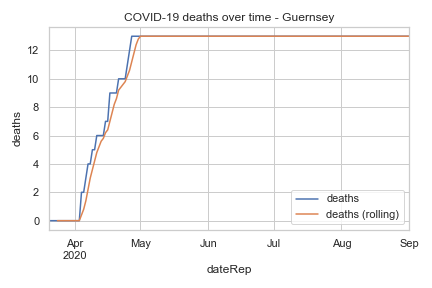 COVID-19 deaths over time - Guernsey
deaths
12
10
8
6
4
2
0
deaths
deaths (rolling)
Apr May Jun Jul Aug Sep
2020
dateRep